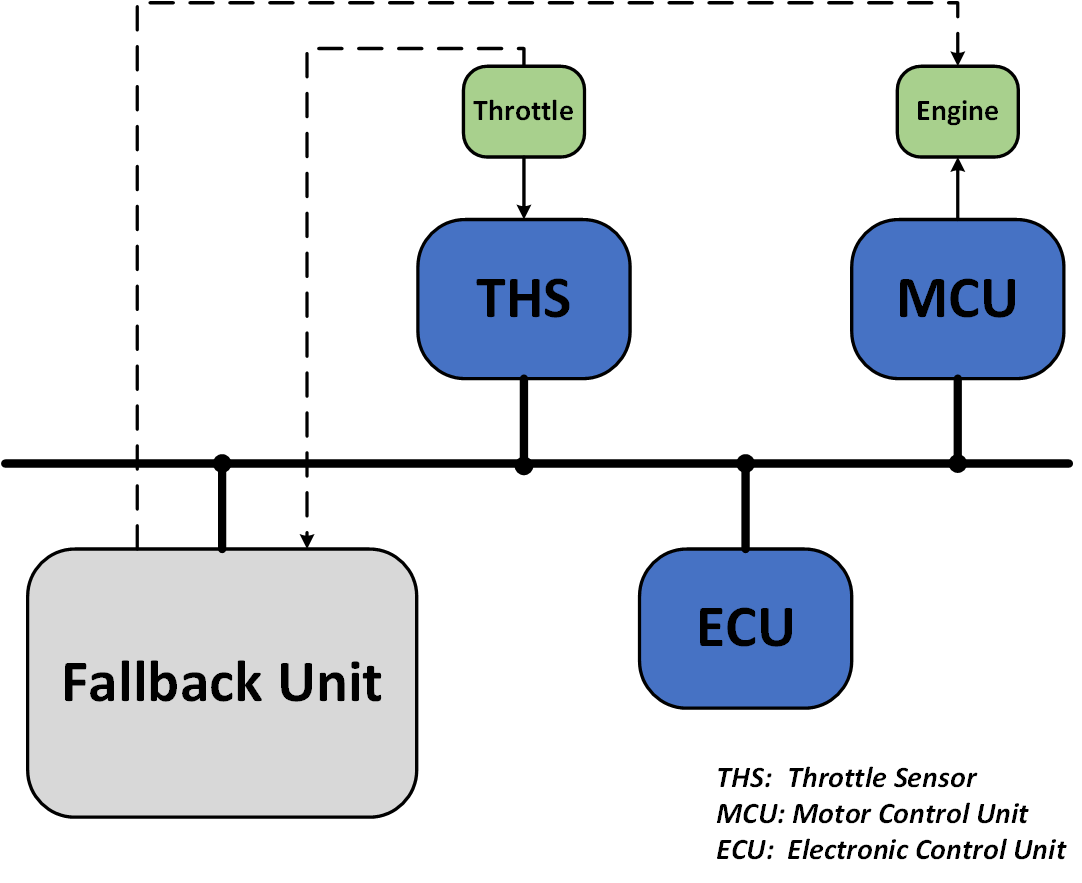 Throttle
Engine
THS
MCU
Fallback Unit
ECU
THS: Throttle Sensor
MCU: Motor Control Unit
ECU: Electronic Control Unit